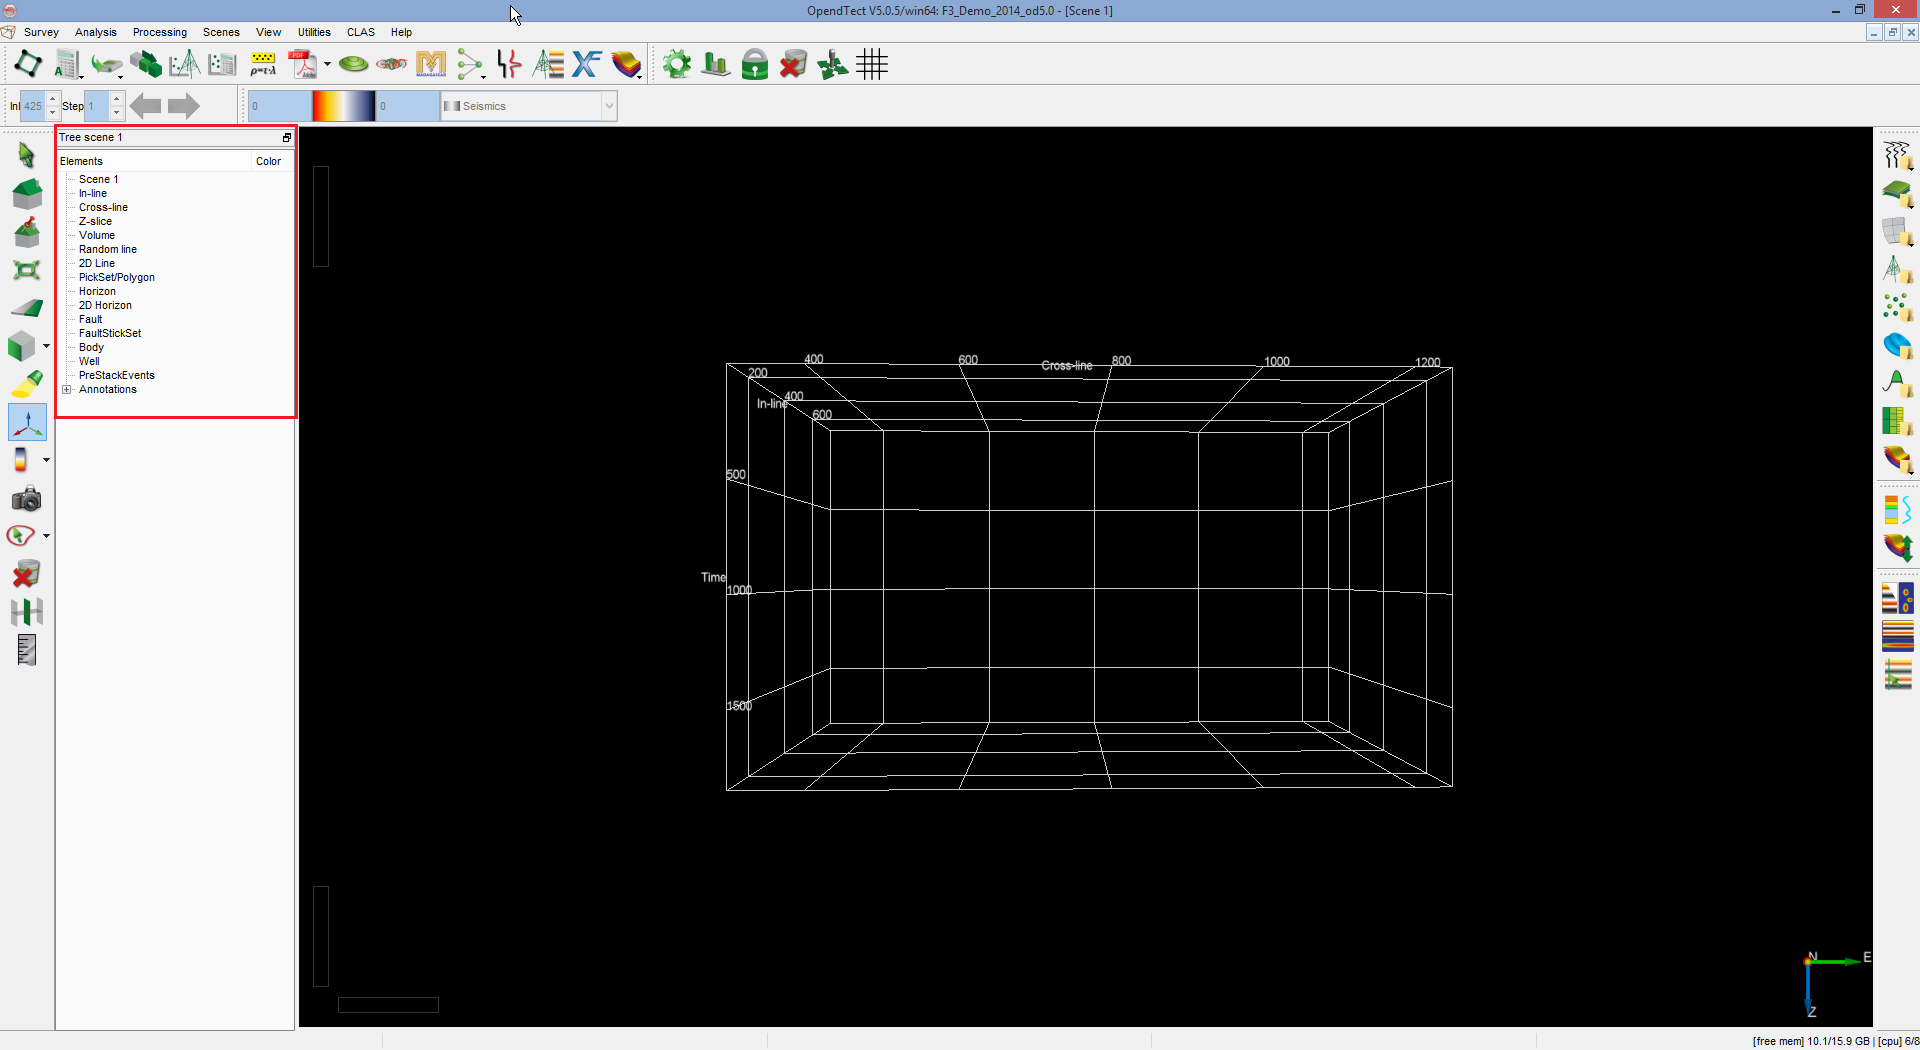 OpendTect V5.0.5/win64: F3_Demo_2014_od5.0 - [Scene 1]
Survey Analysis Processing Scenes View Utilities CLAS Help
PDF Adobe ρ=τ·λ MADAGASCAR XF
Inl 425 Step 1 0 0 Seismics
Tree scene 1
Elements Color
Scene 1
In-line
Cross-line
Z-slice
Volume
Random line
2D Line
PickSet/Polygon
Horizon
2D Horizon
Fault
FaultStickSet
Body
Well
PreStackEvents
Annotations
400 600 Cross-line 800 1000 1200
200
In-line 400
600
500
Time
1000
1500
N E
Z
[free mem] 10.1/15.9 GB | [cpu] 6/8